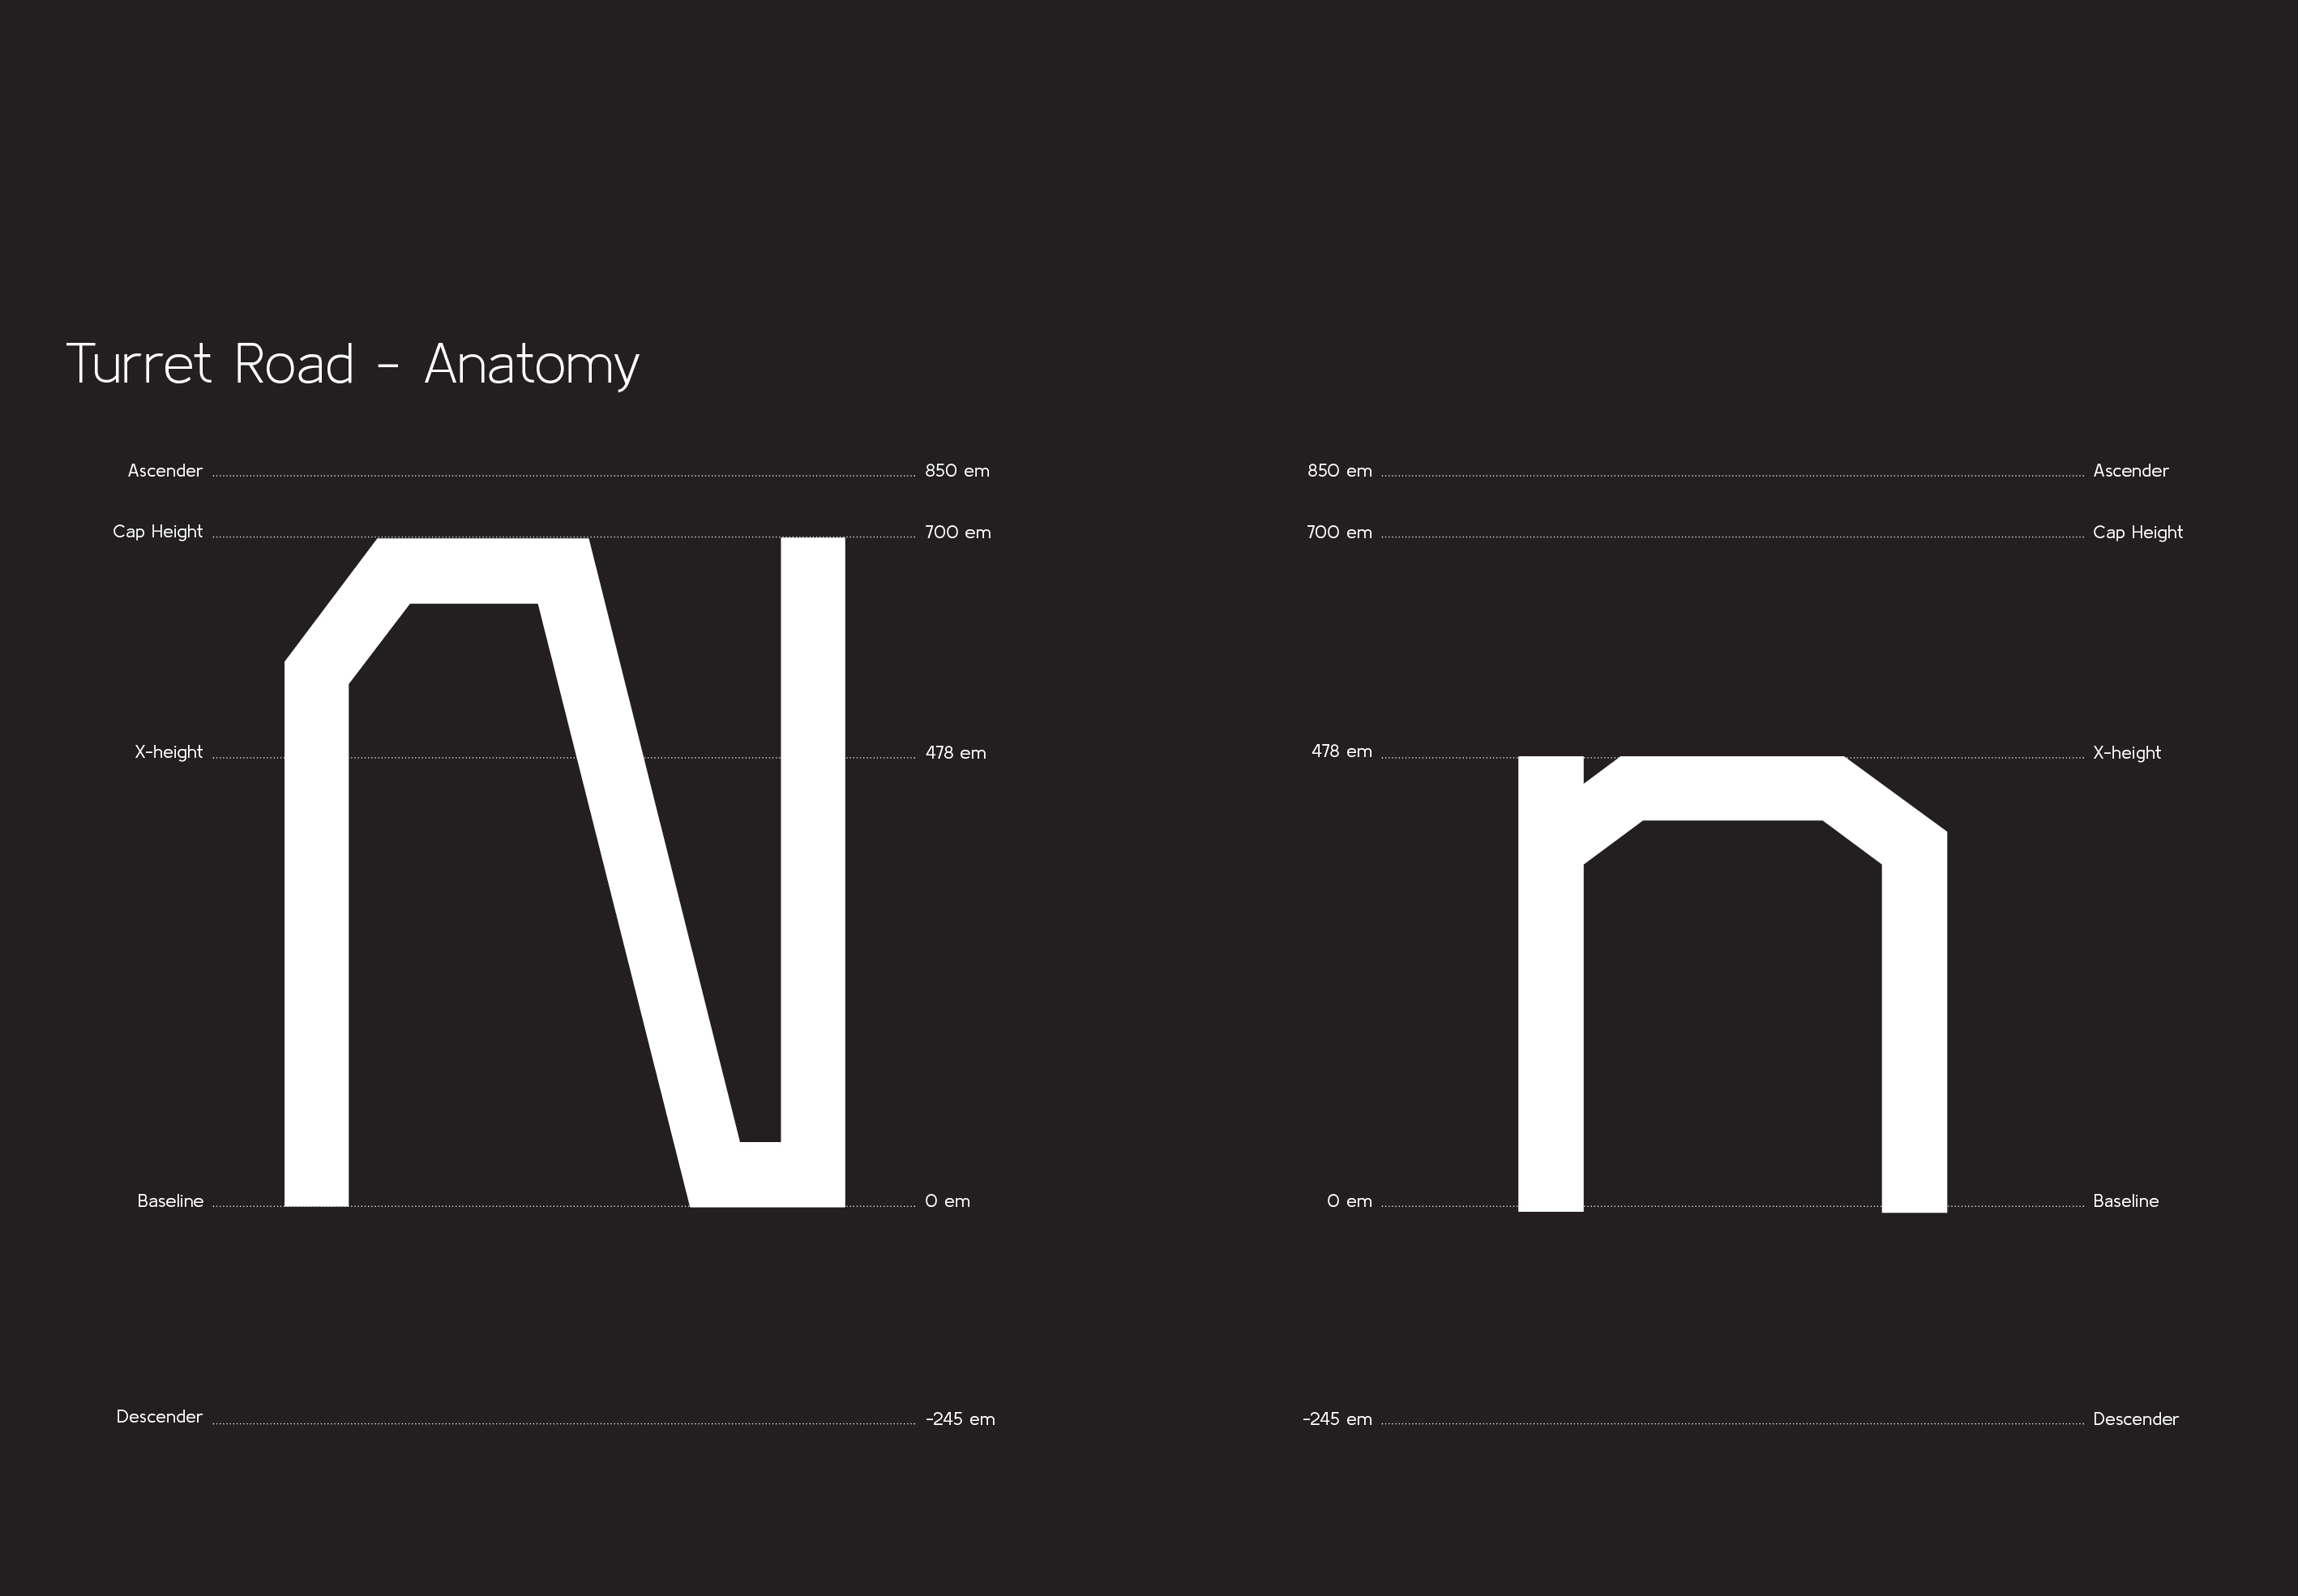 Turret Road - Anatomy
Ascender 850 em
Cap Height 700 em
N
X-height 478 em
Baseline 0 em
Descender -245 em
850 em Ascender
700 em Cap Height
478 em X-height
n
0 em Baseline
-245 em Descender